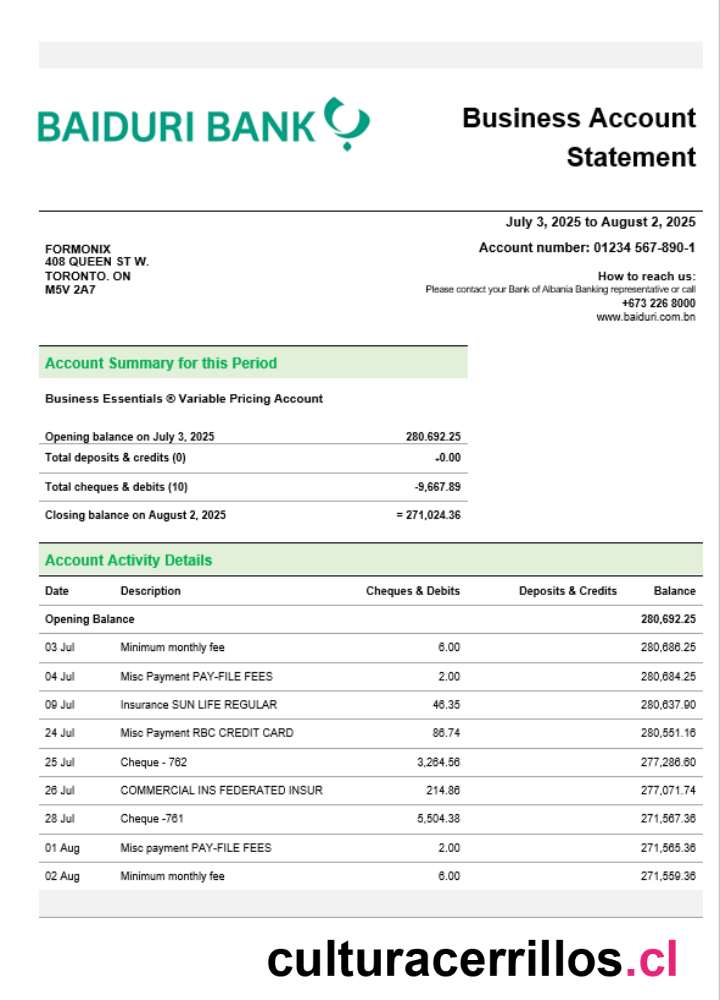 BAIDURI BANK
Business Account
Statement
July 3, 2025 to August 2, 2025
Account number: 01234 567-890-1
FORMONIX
408 QUEEN ST W.
TORONTO. ON
M5V 2A7
How to reach us:
Please contact your Bank of Albania Banking representative or call
+673 226 8000
www.baiduri.com.bn
Account Summary for this Period
Business Essentials ® Variable Pricing Account
Opening balance on July 3, 2025 280.692.25
Total deposits & credits (0) -0.00
Total cheques & debits (10) -9,667.89
Closing balance on August 2, 2025 = 271,024.36
Account Activity Details
Date Description Cheques & Debits Deposits & Credits Balance
Opening Balance 280,692.25
03 Jul Minimum monthly fee 6.00 280,686.25
04 Jul Misc Payment PAY-FILE FEES 2.00 280,684.25
09 Jul Insurance SUN LIFE REGULAR 46.35 280,637.90
24 Jul Misc Payment RBC CREDIT CARD 86.74 280,551.16
25 Jul Cheque - 762 3,264.56 277,286.60
26 Jul COMMERCIAL INS FEDERATED INSUR 214.86 277,071.74
28 Jul Cheque -761 5,504.38 271,567.36
01 Aug Misc payment PAY-FILE FEES 2.00 271,565.36
02 Aug Minimum monthly fee 6.00 271,559.36
culturacerrillos.cl